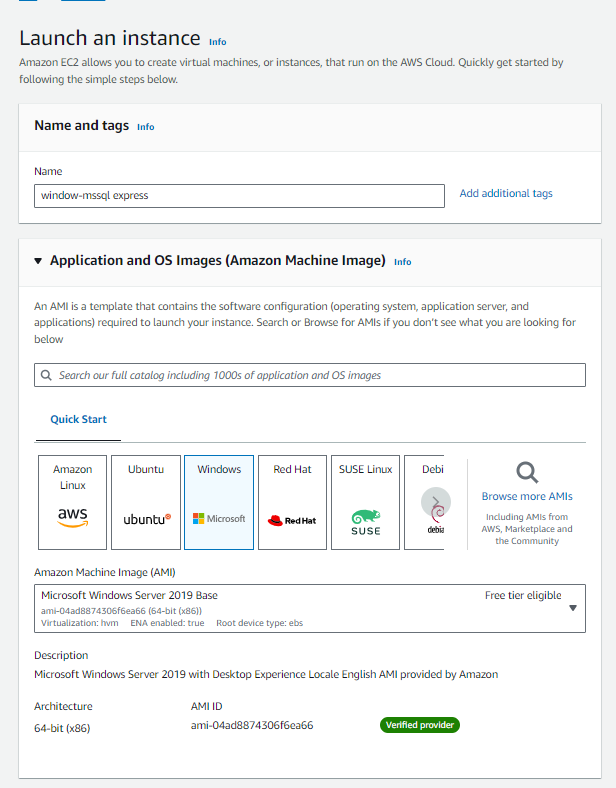 Launch an instance Info
Amazon EC2 allows you to create virtual machines, or instances, that run on the AWS Cloud. Quickly get started by
following the simple steps below.
Name and tags Info
Name
window-mssql express
Add additional tags
Application and OS Images (Amazon Machine Image) Info
An AMI is a template that contains the software configuration (operating system, application server, and
applications) required to launch your instance. Search or Browse for AMIs if you don't see what you are looking for
below
Search our full catalog including 1000s of application and OS images
Quick Start
Amazon
Linux
aws
Ubuntu
ubuntu
Windows
Microsoft
Red Hat
Red Hat
SUSE Linux
SUSE
Debi
debia
Browse more AMIs
Including AMIs from
AWS, Marketplace and
the Community
Amazon Machine Image (AMI)
Microsoft Windows Server 2019 Base
Free tier eligible
ami-04ad8874306f6ea66 (64-bit (x86))
Virtualization: hvm ENA enabled: true Root device type: ebs
Description
Microsoft Windows Server 2019 with Desktop Experience Locale English AMI provided by Amazon
Architecture
64-bit (x86)
AMI ID
ami-04ad8874306f6ea66
Verified provider